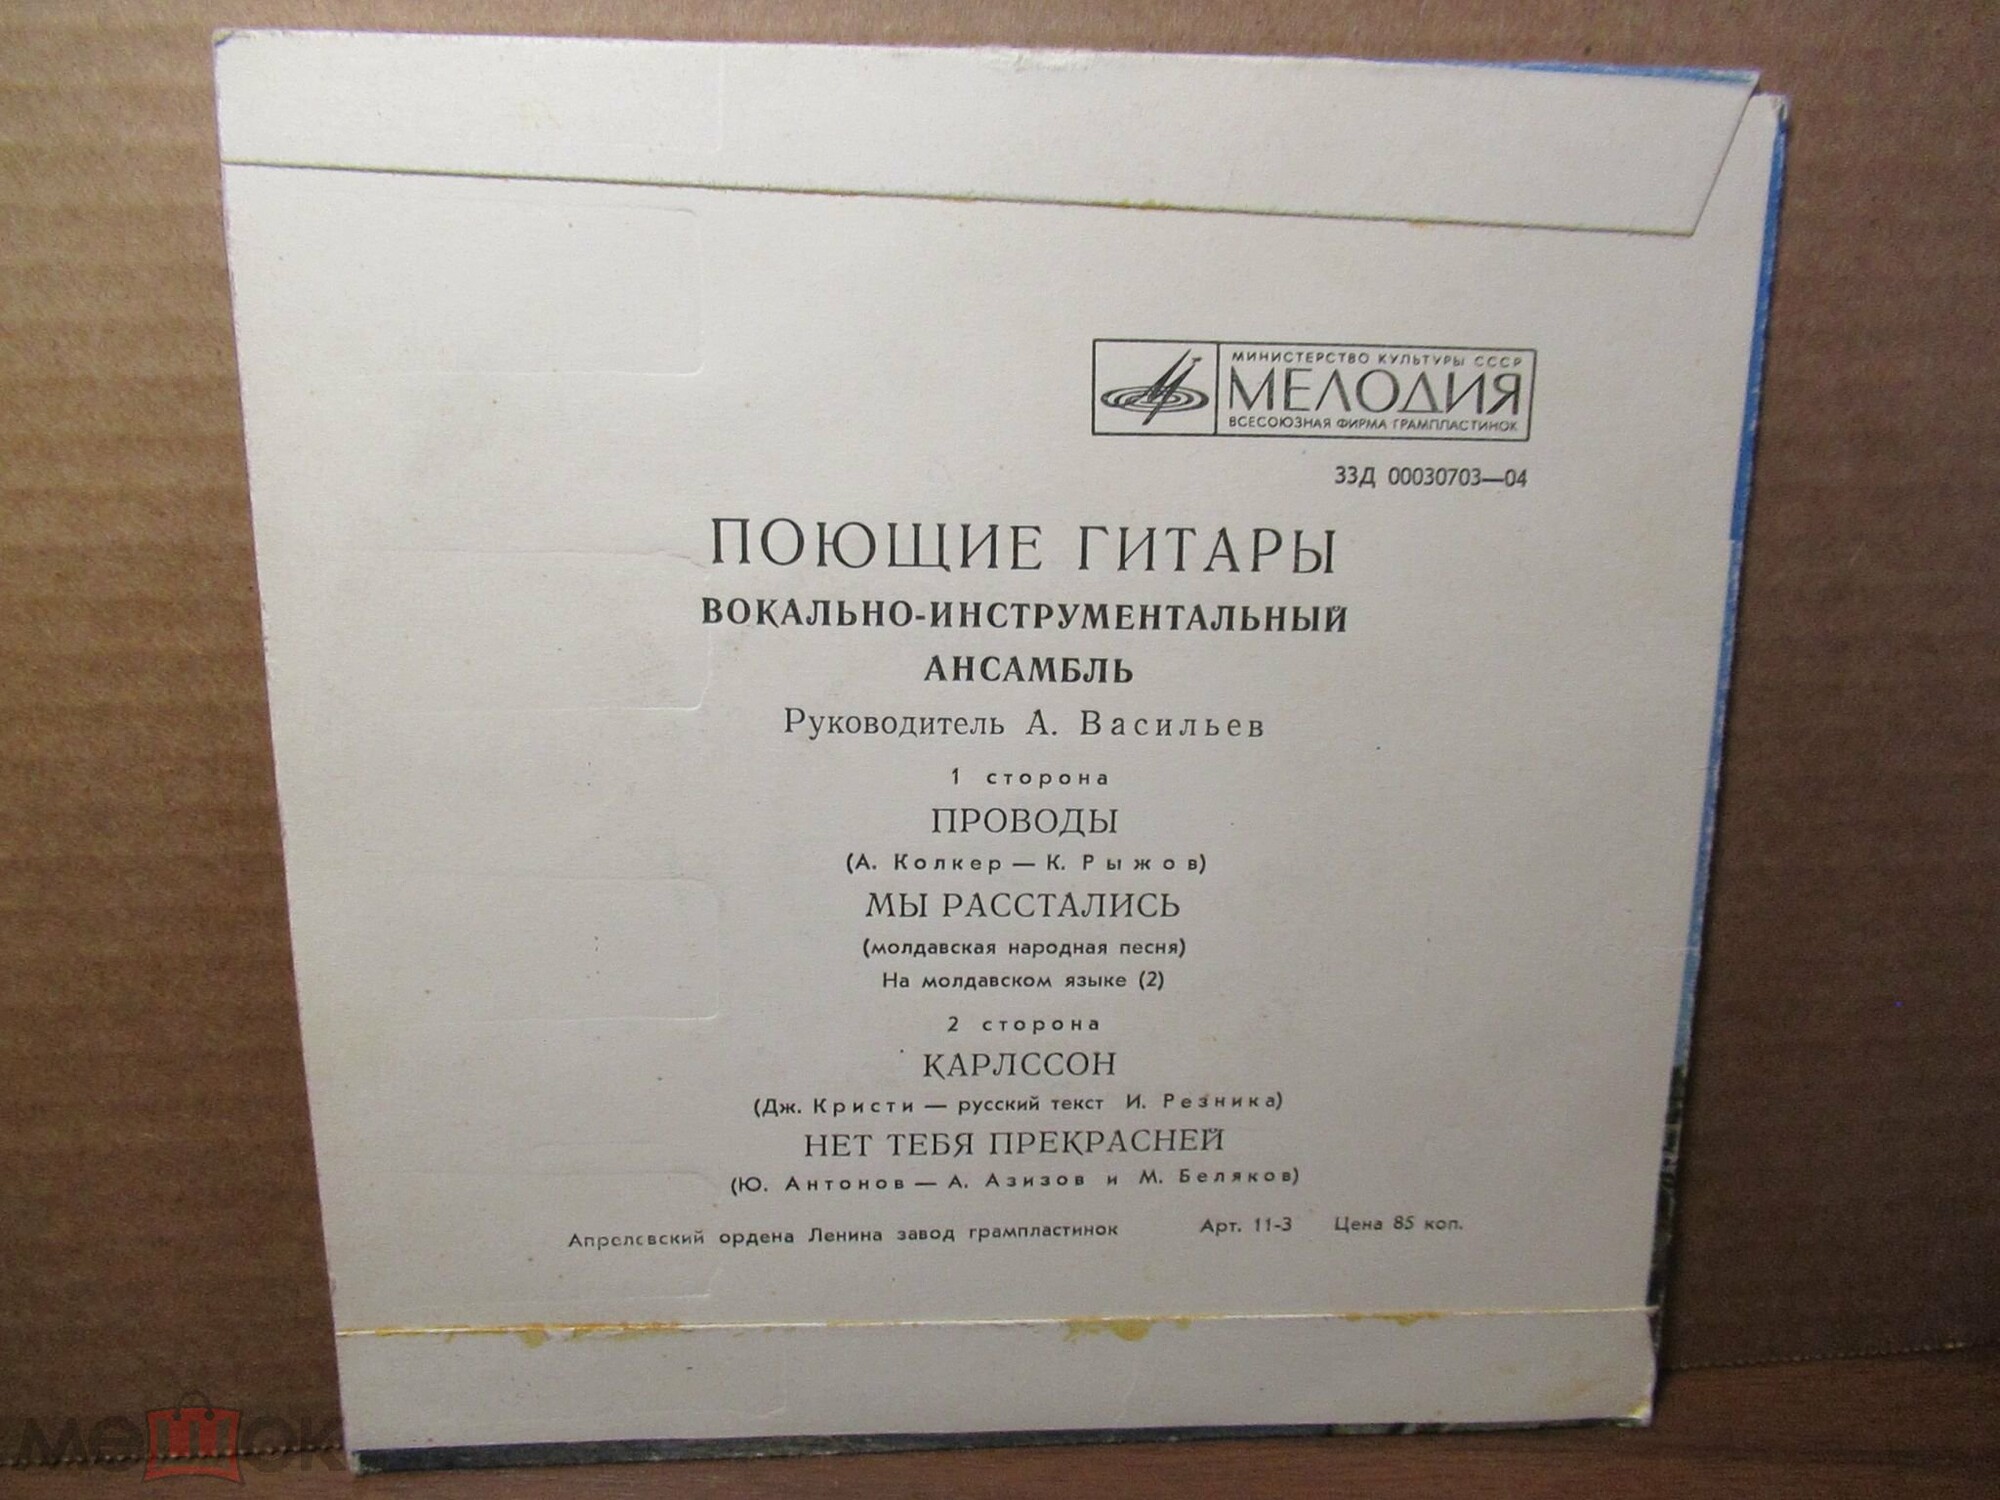 МИНИСТЕРСТВО КУЛЬТУРЫ СССР
МЕЛОДИЯ
ВСЕСОЮЗНАЯ ФИРМА ГРАМПЛАСТИНОК
33Д 00030703—04
ПОЮЩИЕ ГИТАРЫ
ВОКАЛЬНО-ИНСТРУМЕНТАЛЬНЫЙ
АНСАМБЛЬ
Руководитель А. Васильев
1 сторона
ПРОВОДЫ
(А. Колкер — К. Рыжов)
МЫ РАССТАЛИСЬ
(молдавская народная песня)
На молдавском языке (2)
2 сторона
КАРЛССОН
(Дж. Кристи — русский текст И. Резника)
НЕТ ТЕБЯ ПРЕКРАСНЕЙ
(Ю. Антонов — А. Азизов и М. Беляков)
Апрелевский ордена Ленина завод грампластинок Арт. 11-3 Цена 85 коп.
мешок